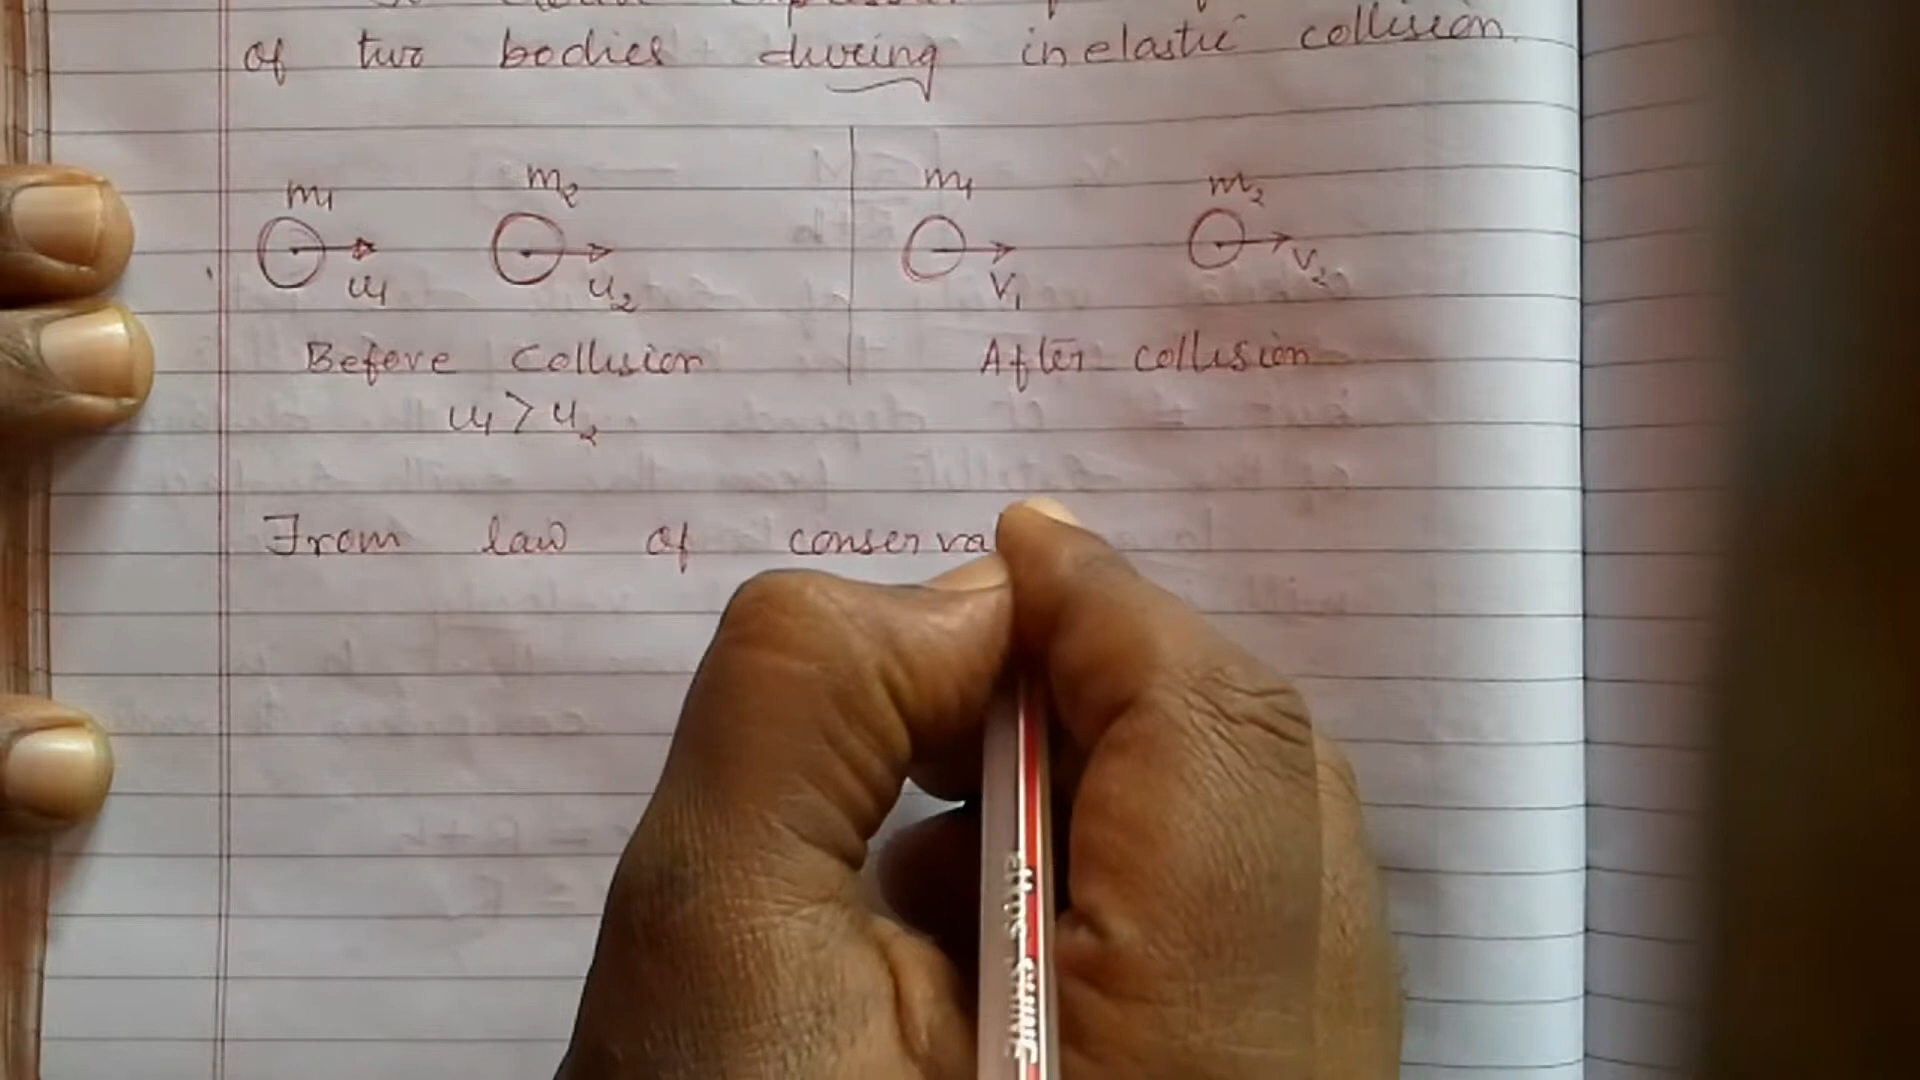 of two bodies during inelastic collision.
m₁ m₂ m₁ m₂
u₁ u₂ V₁ V₂
Before Collision After collision
u₁ > u₂
From law of conserva